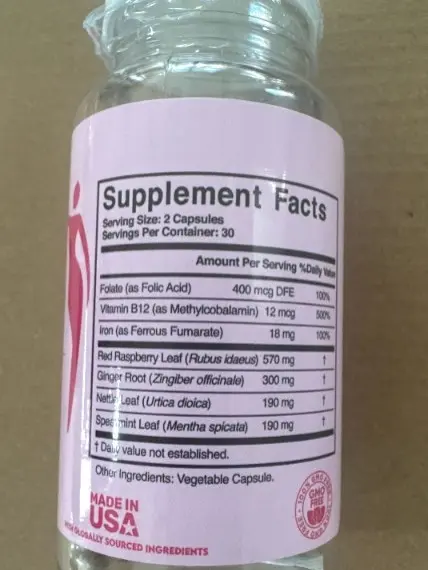 Supplement Facts
Serving Size: 2 Capsules
Servings Per Container: 30
Amount Per Serving %Daily Value
Folate (as Folic Acid) 400 mcg DFE 100%
Vitamin B12 (as Methylcobalamin) 12 mcg 500%
Iron (as Ferrous Fumarate) 18 mg 100%
Red Raspberry Leaf (Rubus idaeus) 570 mg †
Ginger Root (Zingiber officinale) 300 mg †
Nettle Leaf (Urtica dioica) 190 mg †
Spearmint Leaf (Mentha spicata) 190 mg †
† Daily value not established.
Other Ingredients: Vegetable Capsule.
MADE IN
USA
WITH GLOBALLY SOURCED INGREDIENTS
GMO
FREE